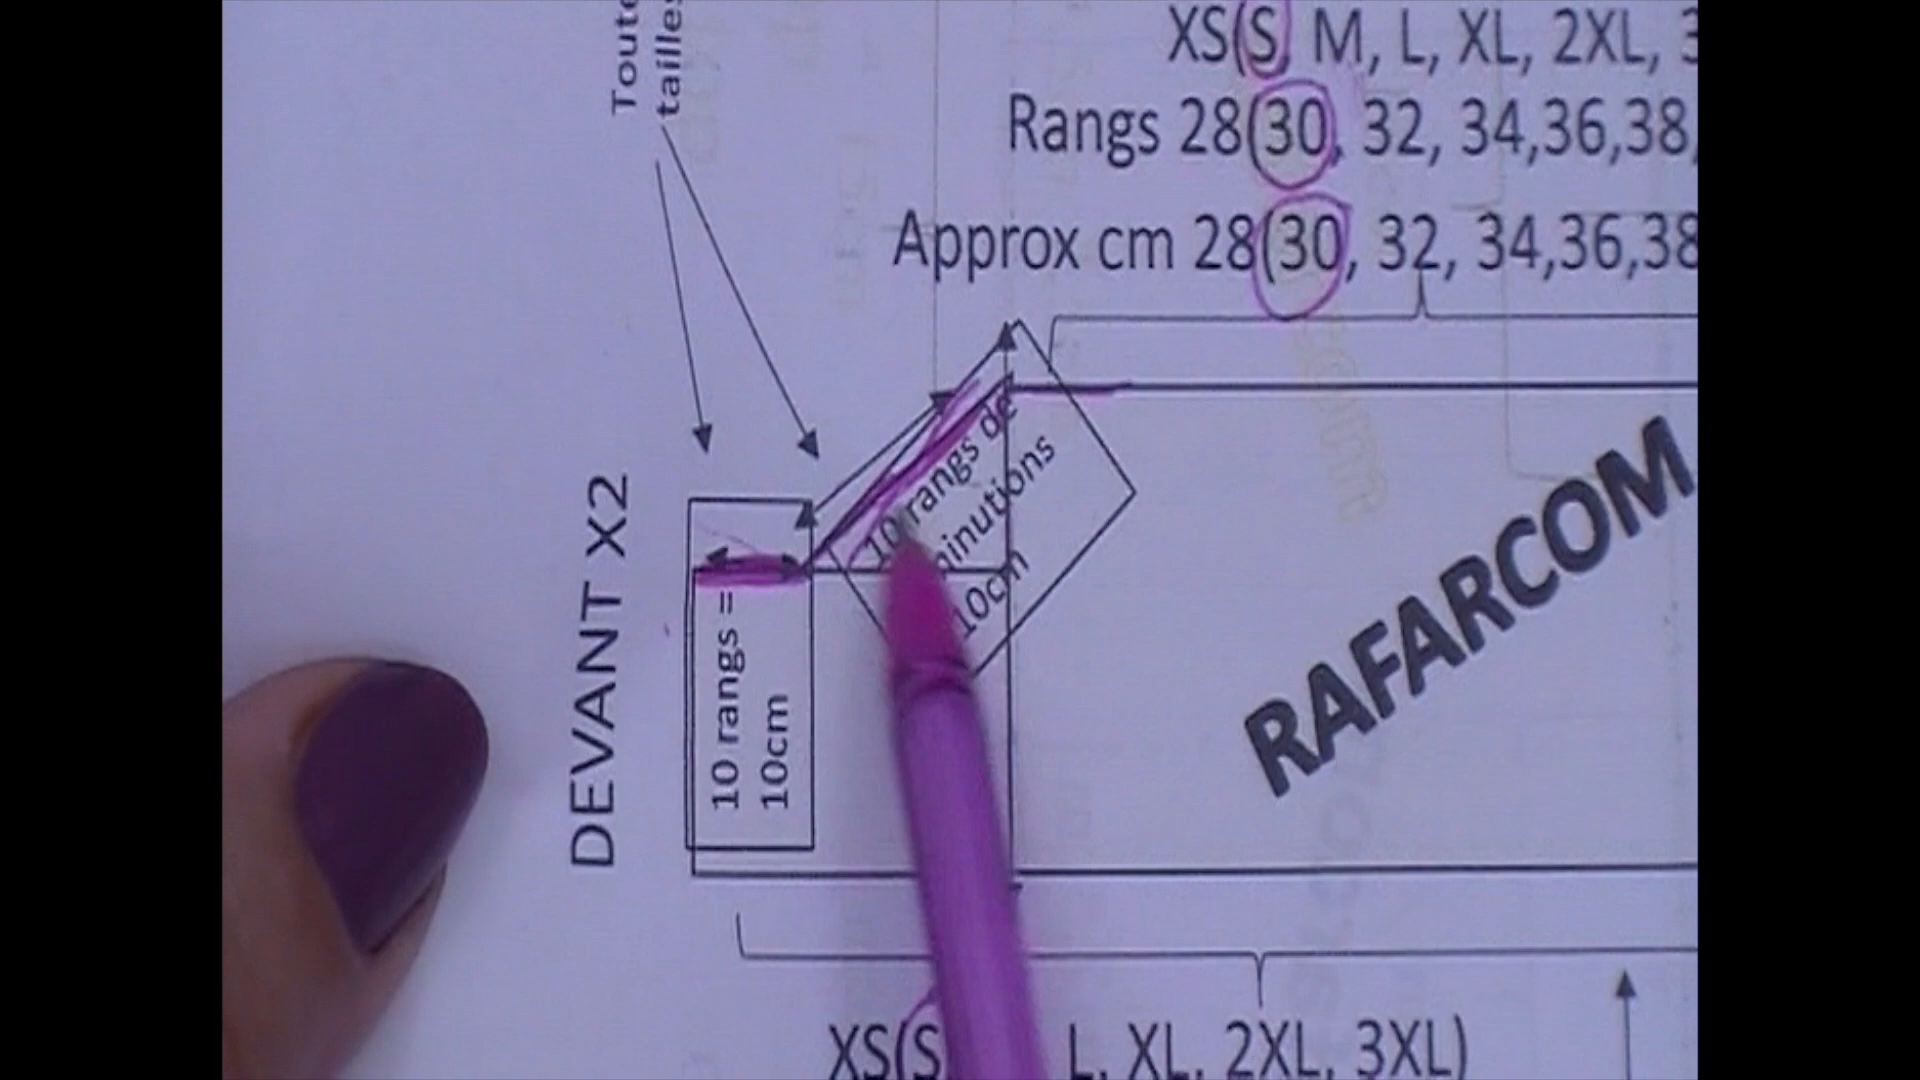 Toute
tailles
XS(S, M, L, XL, 2XL, 3
Rangs 28(30, 32, 34,36,38,
Approx cm 28(30, 32, 34,36,38
DEVANT X2
10 rangs =
10cm
10 rangs de
minutions
10cm
RAFARCOM
XS(S L, XL, 2XL, 3XL)